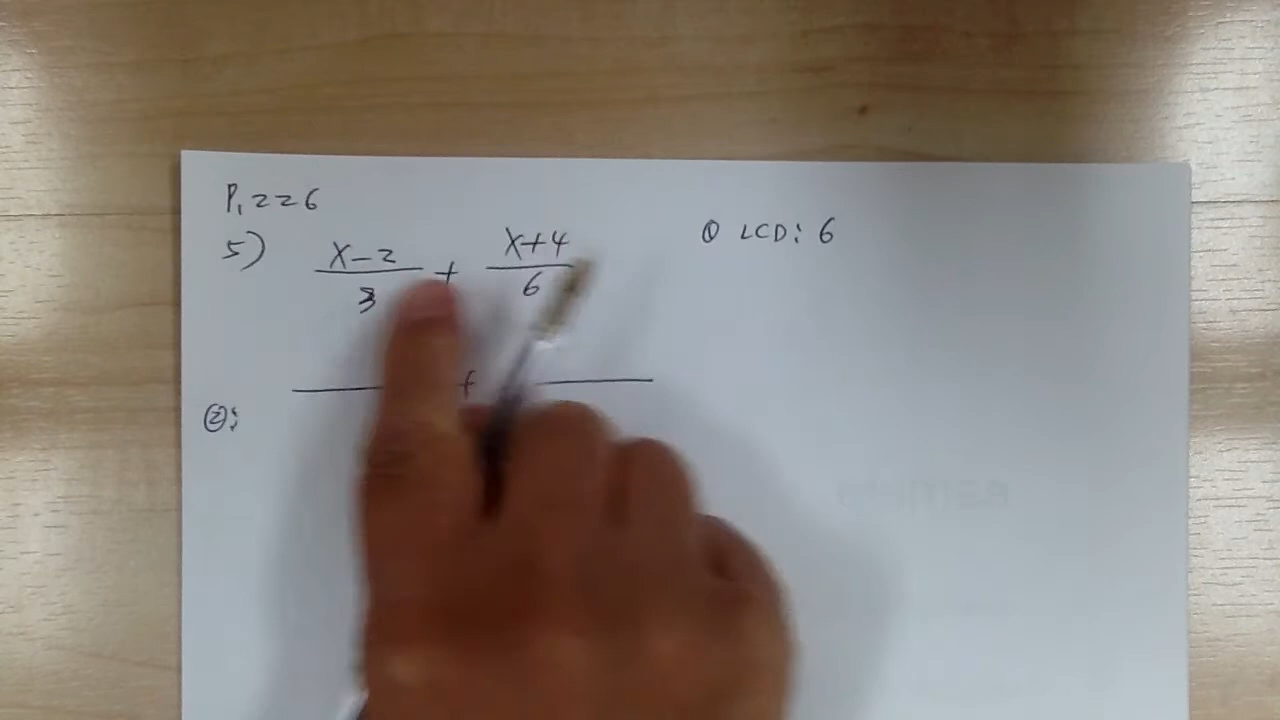 P. 226
5) x-2/3 + x+4/6
① LCD: 6
②: +